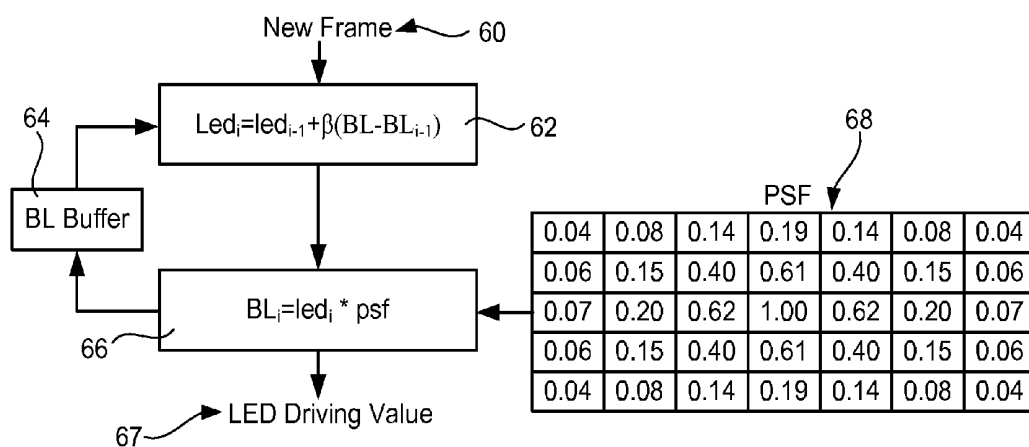 New Frame 60
64
Led_i=led_{i-1}+β(BL-BL_{i-1})
62
68
BL Buffer
PSF
0.04 0.08 0.14 0.19 0.14 0.08 0.04
0.06 0.15 0.40 0.61 0.40 0.15 0.06
0.07 0.20 0.62 1.00 0.62 0.20 0.07
0.06 0.15 0.40 0.61 0.40 0.15 0.06
0.04 0.08 0.14 0.19 0.14 0.08 0.04
BL_i=led_i * psf
66
67 LED Driving Value